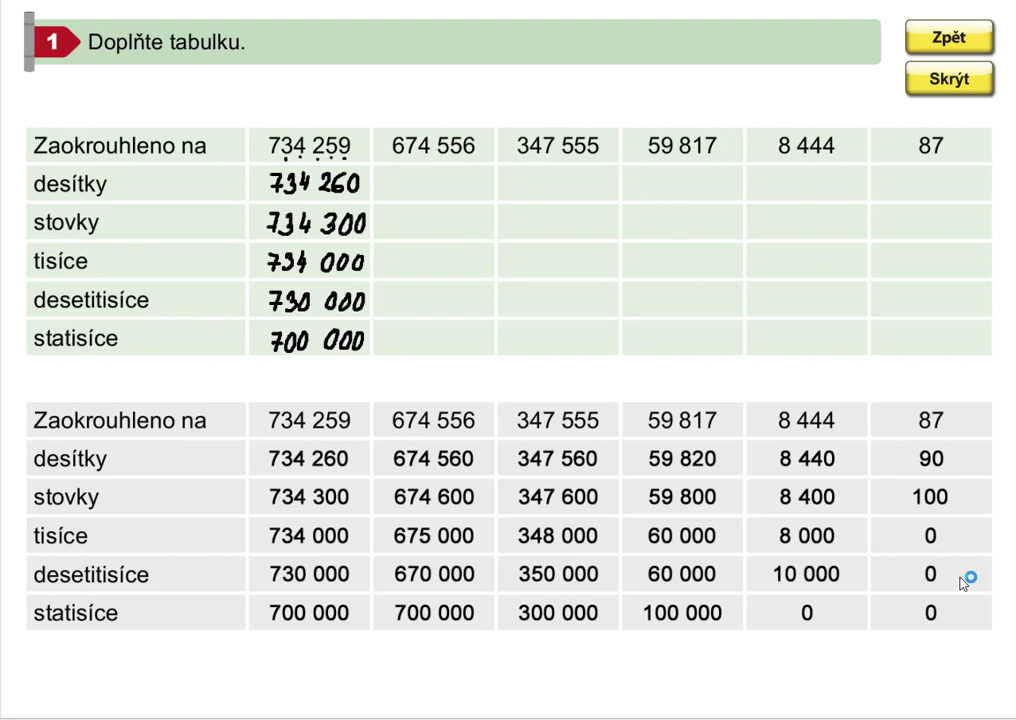 1 Doplňte tabulku.
Zpět
Skrýt
Zaokrouhleno na 734 259 674 556 347 555 59 817 8 444 87
desítky 734 260
stovky 734 300
tisíce 734 000
desetitisíce 730 000
statisíce 700 000
Zaokrouhleno na 734 259 674 556 347 555 59 817 8 444 87
desítky 734 260 674 560 347 560 59 820 8 440 90
stovky 734 300 674 600 347 600 59 800 8 400 100
tisíce 734 000 675 000 348 000 60 000 8 000 0
desetitisíce 730 000 670 000 350 000 60 000 10 000 0
statisíce 700 000 700 000 300 000 100 000 0 0